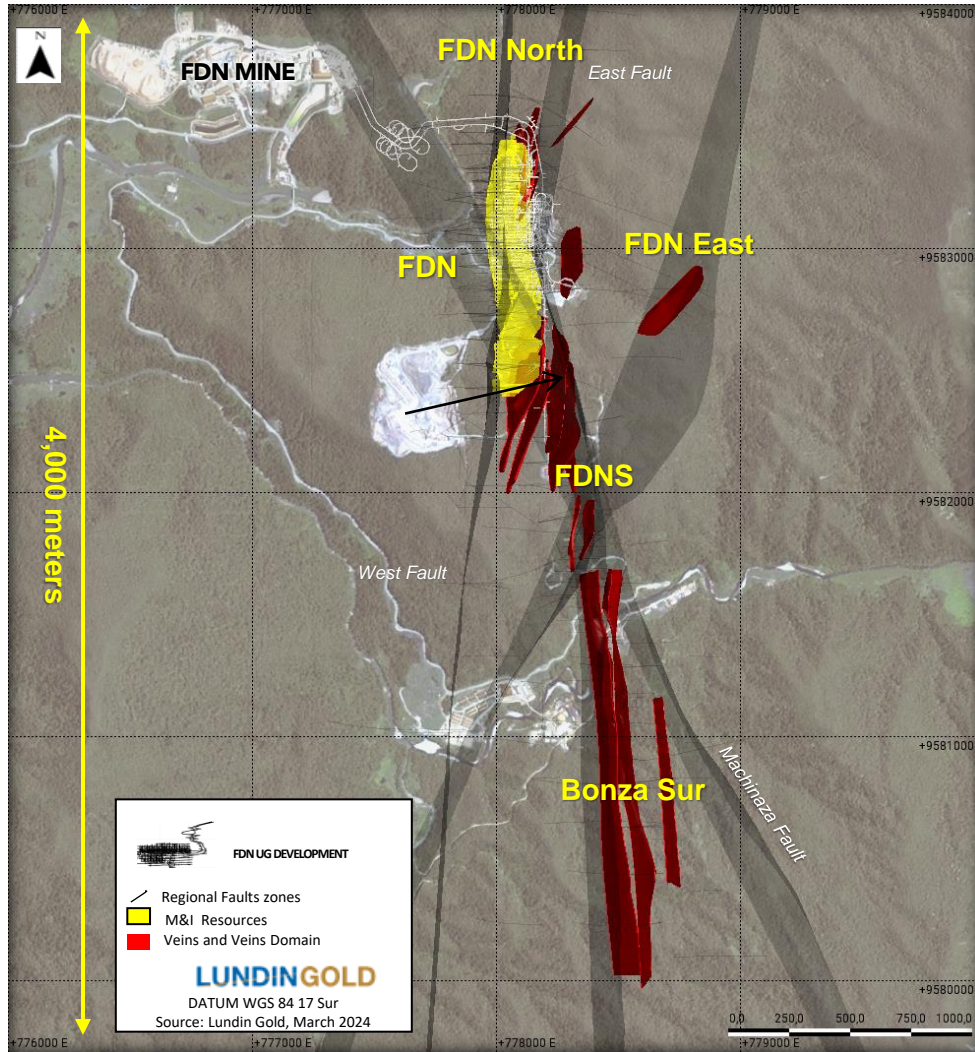 +776000 E
+777000 E
+778000 E
+779000 E
+9584000
N
FDN MINE
FDN North
East Fault
FDN
FDN East
+9583000
4,000 meters
FDNS
+9582000
West Fault
+9581000
Bonza Sur
Machinaza Fault
FDN UG DEVELOPMENT
Regional Faults zones
M&I Resources
Veins and Veins Domain
LUNDINGOLD
DATUM WGS 84 17 Sur
Source: Lundin Gold, March 2024
+9580000
0,0 250,0 500,0 750,0 1000,0
+776000 E
+777000 E
+778000 E
+779000 E